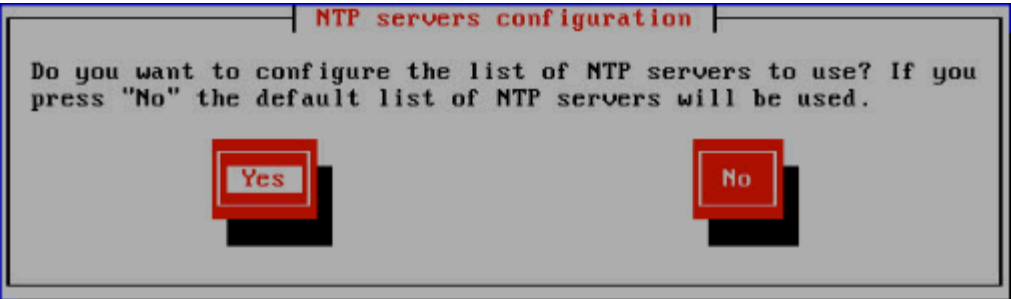 NTP servers configuration
Do you want to configure the list of NTP servers to use? If you
press "No" the default list of NTP servers will be used.
Yes No